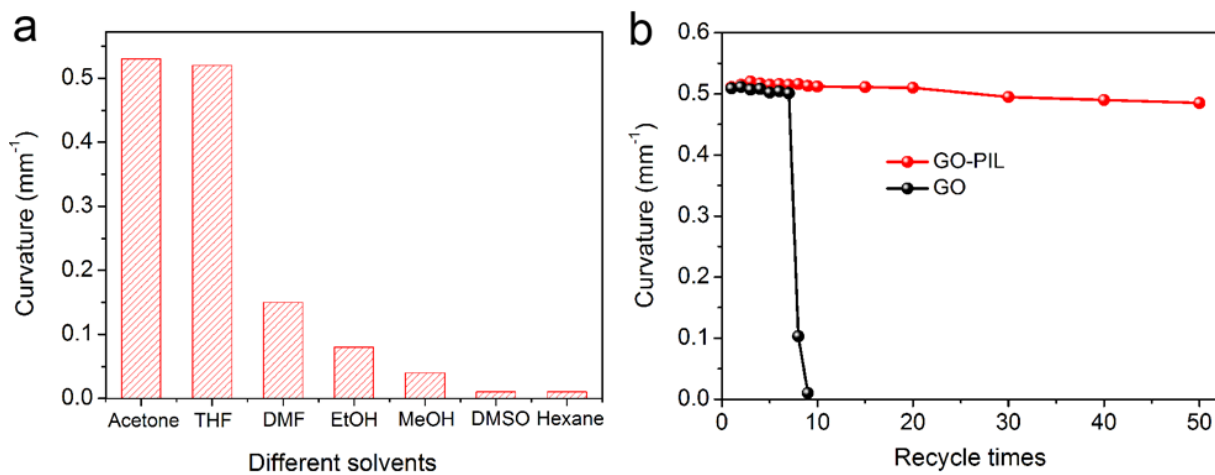 a
Curvature (mm⁻¹)
0.5
0.4
0.3
0.2
0.1
0.0
Acetone THF DMF EtOH MeOH DMSO Hexane
Different solvents
b
Curvature (mm⁻¹)
0.6
0.5
0.4
0.3
0.2
0.1
0.0
GO-PIL
GO
0 10 20 30 40 50
Recycle times